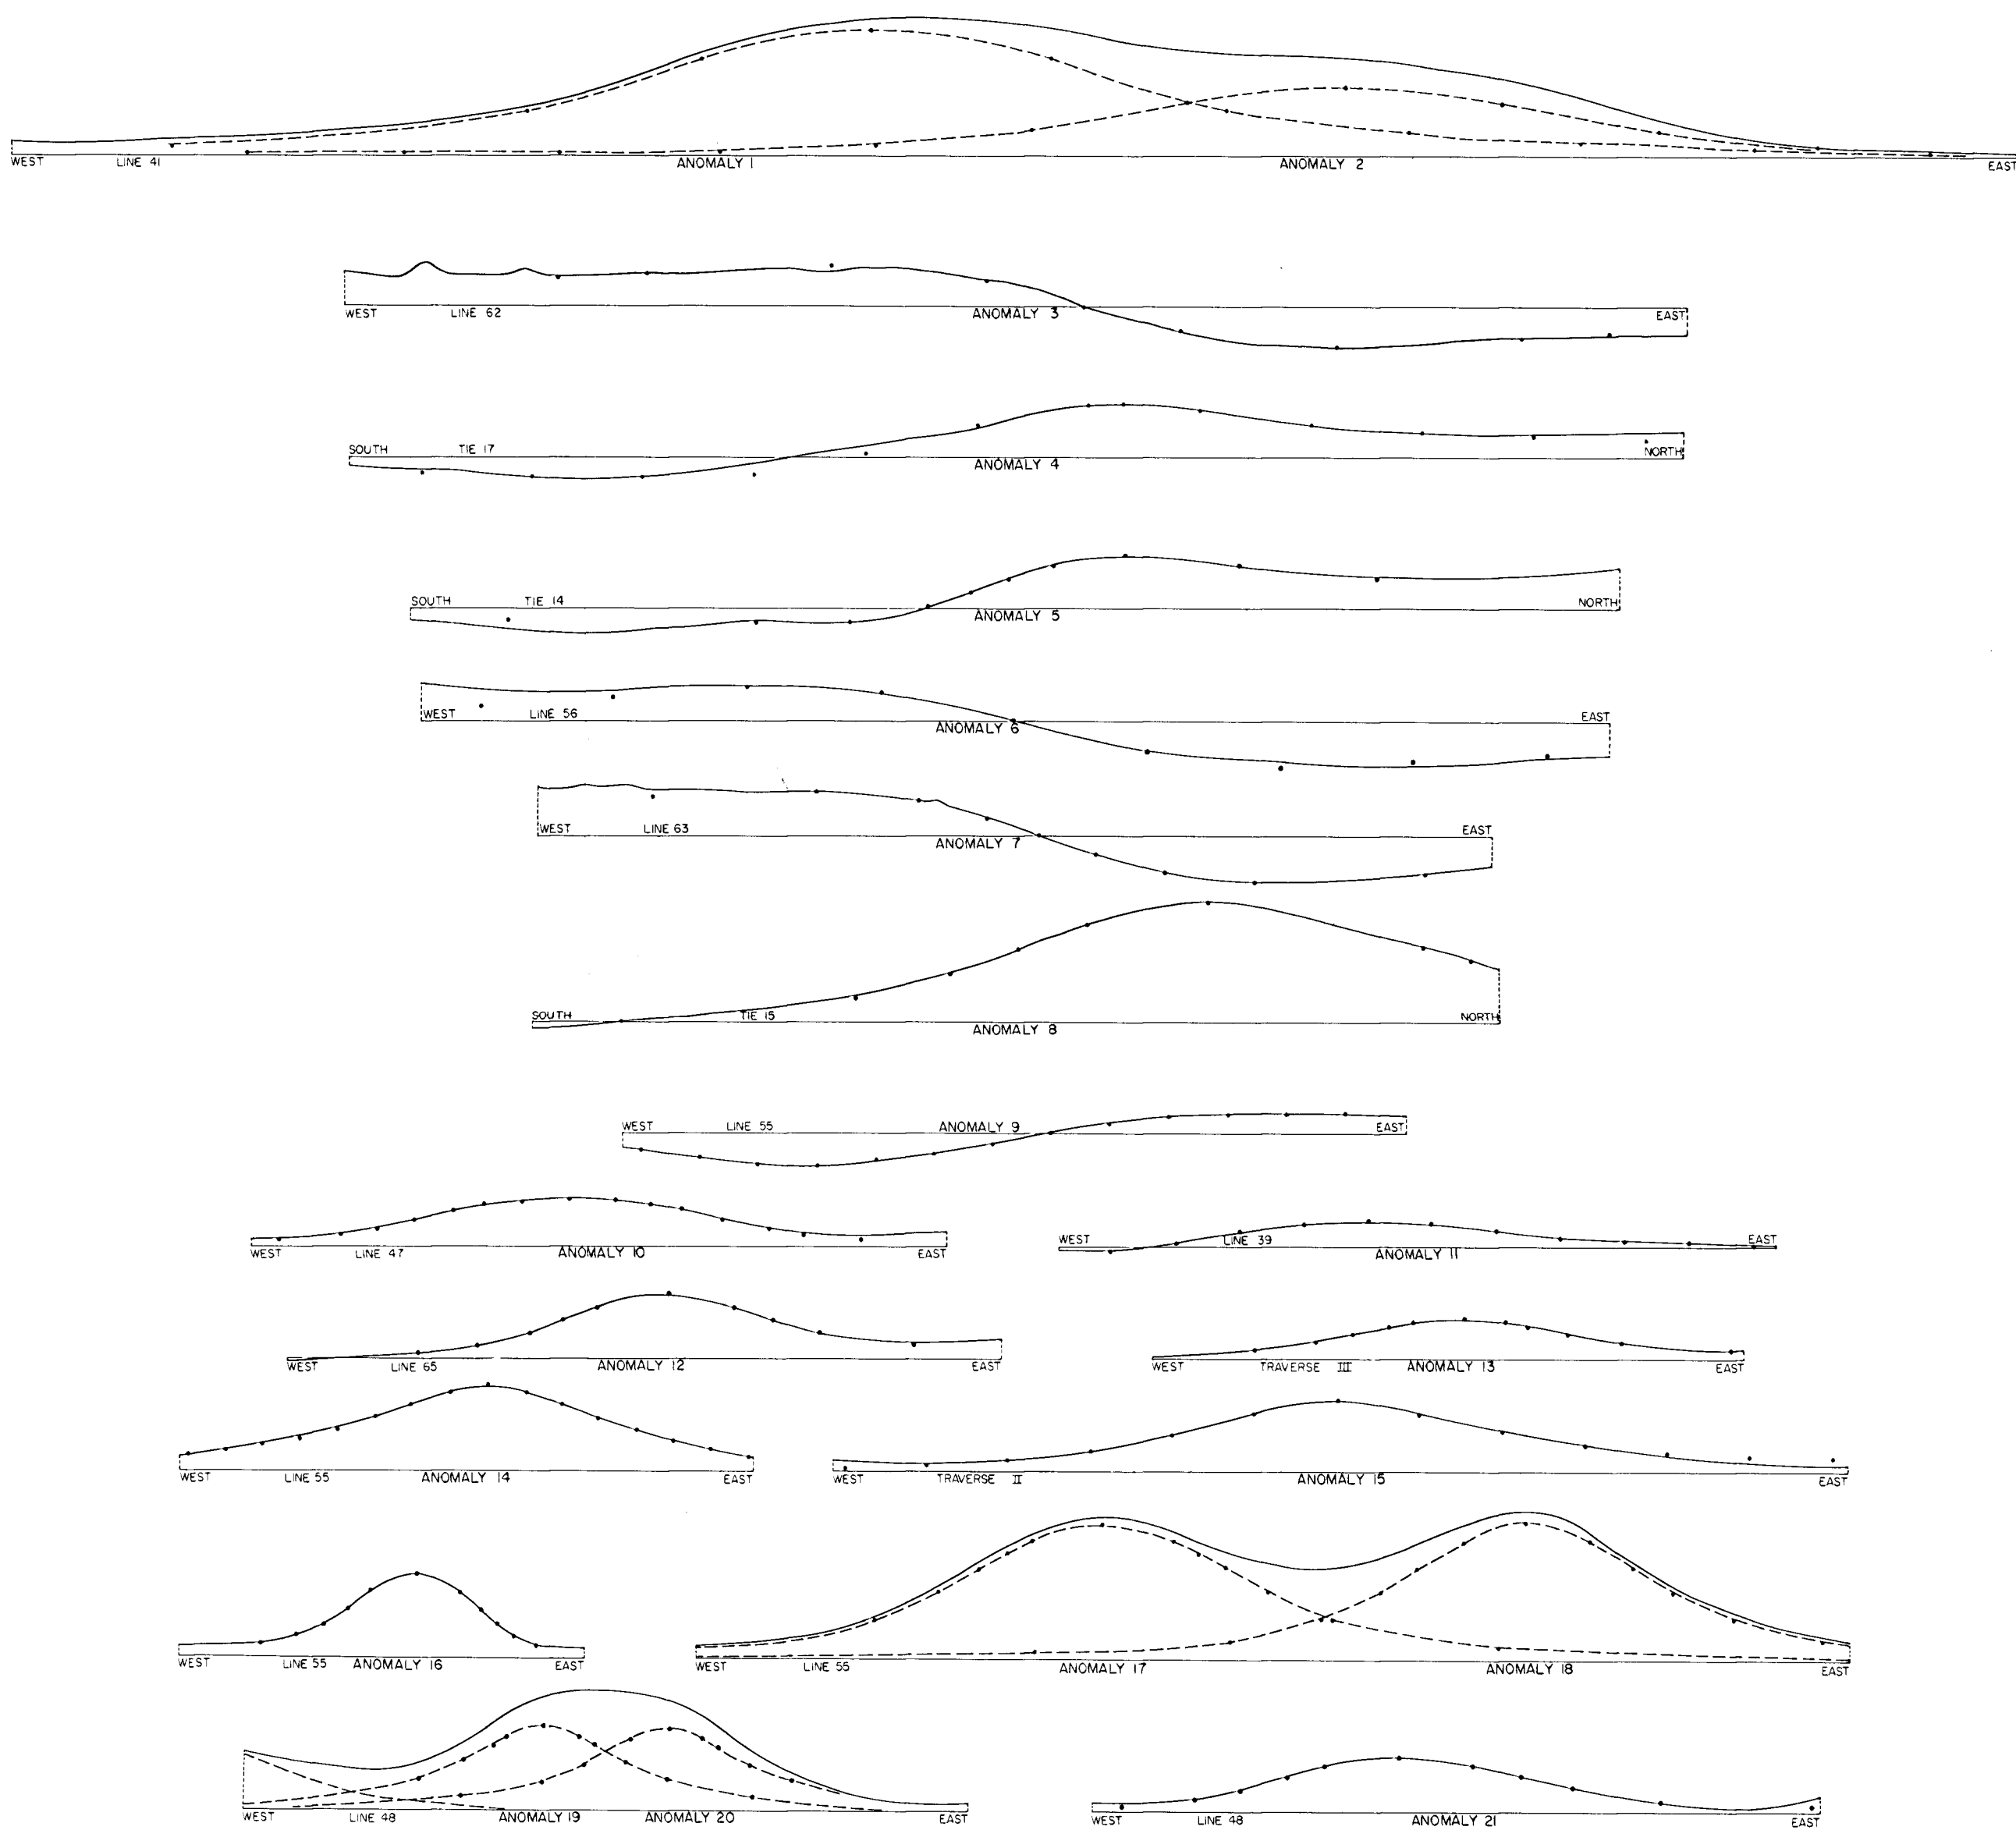 WEST LINE 41 ANOMALY 1 ANOMALY 2 EAST
WEST LINE 62 ANOMALY 3 EAST
SOUTH TIE 17 ANOMALY 4 NORTH
SOUTH TIE 14 ANOMALY 5 NORTH
WEST LINE 56 ANOMALY 6 EAST
WEST LINE 63 ANOMALY 7 EAST
SOUTH TIE 15 ANOMALY 8 NORTH
WEST LINE 55 ANOMALY 9 EAST
WEST LINE 47 ANOMALY 10 EAST
WEST LINE 39 ANOMALY 11 EAST
WEST LINE 65 ANOMALY 12 EAST
WEST TRAVERSE III ANOMALY 13 EAST
WEST LINE 55 ANOMALY 14 EAST
WEST TRAVERSE II ANOMALY 15 EAST
WEST LINE 55 ANOMALY 16 EAST
WEST LINE 55 ANOMALY 17 ANOMALY 18 EAST
WEST LINE 48 ANOMALY 19 ANOMALY 20 EAST
WEST LINE 48 ANOMALY 21 EAST